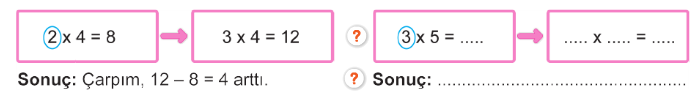 2 x 4 = 8 3 x 4 = 12 ? 3 x 5 = ..... ..... x ..... = .....
Sonuç: Çarpım, 12 – 8 = 4 arttı. ? Sonuç: ................................................